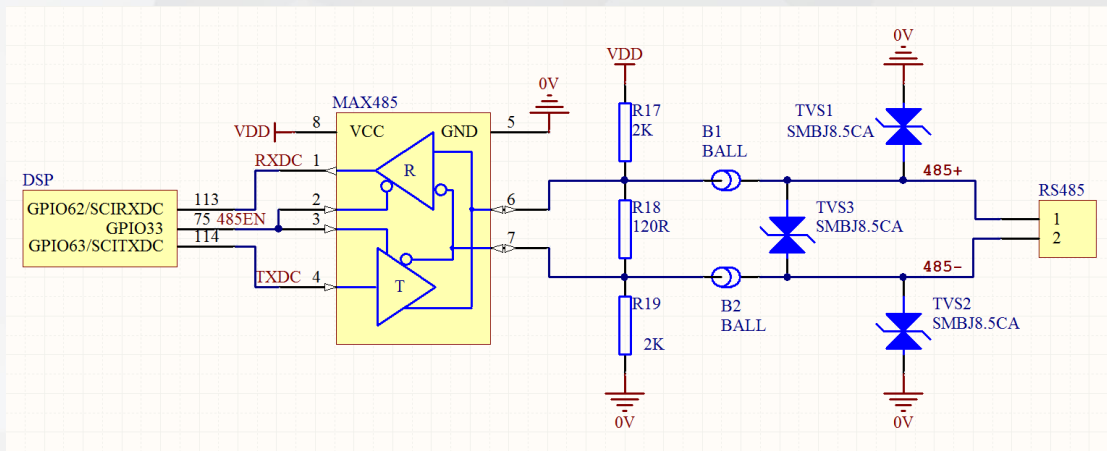 0V
VDD
0V
MAX485
R17
2K
B1
BALL
TVS1
SMBJ8.5CA
VDD
8
VCC
GND
5
RXDC
1
R
485+
DSP
RS485
113
GPIO62/SCIRXDC
2
6
R18
120R
TVS3
SMBJ8.5CA
1
75
485EN
GPIO33
3
2
114
GPIO63/SCITXDC
7
485-
TXDC
4
T
R19
2K
B2
BALL
TVS2
SMBJ8.5CA
0V
0V